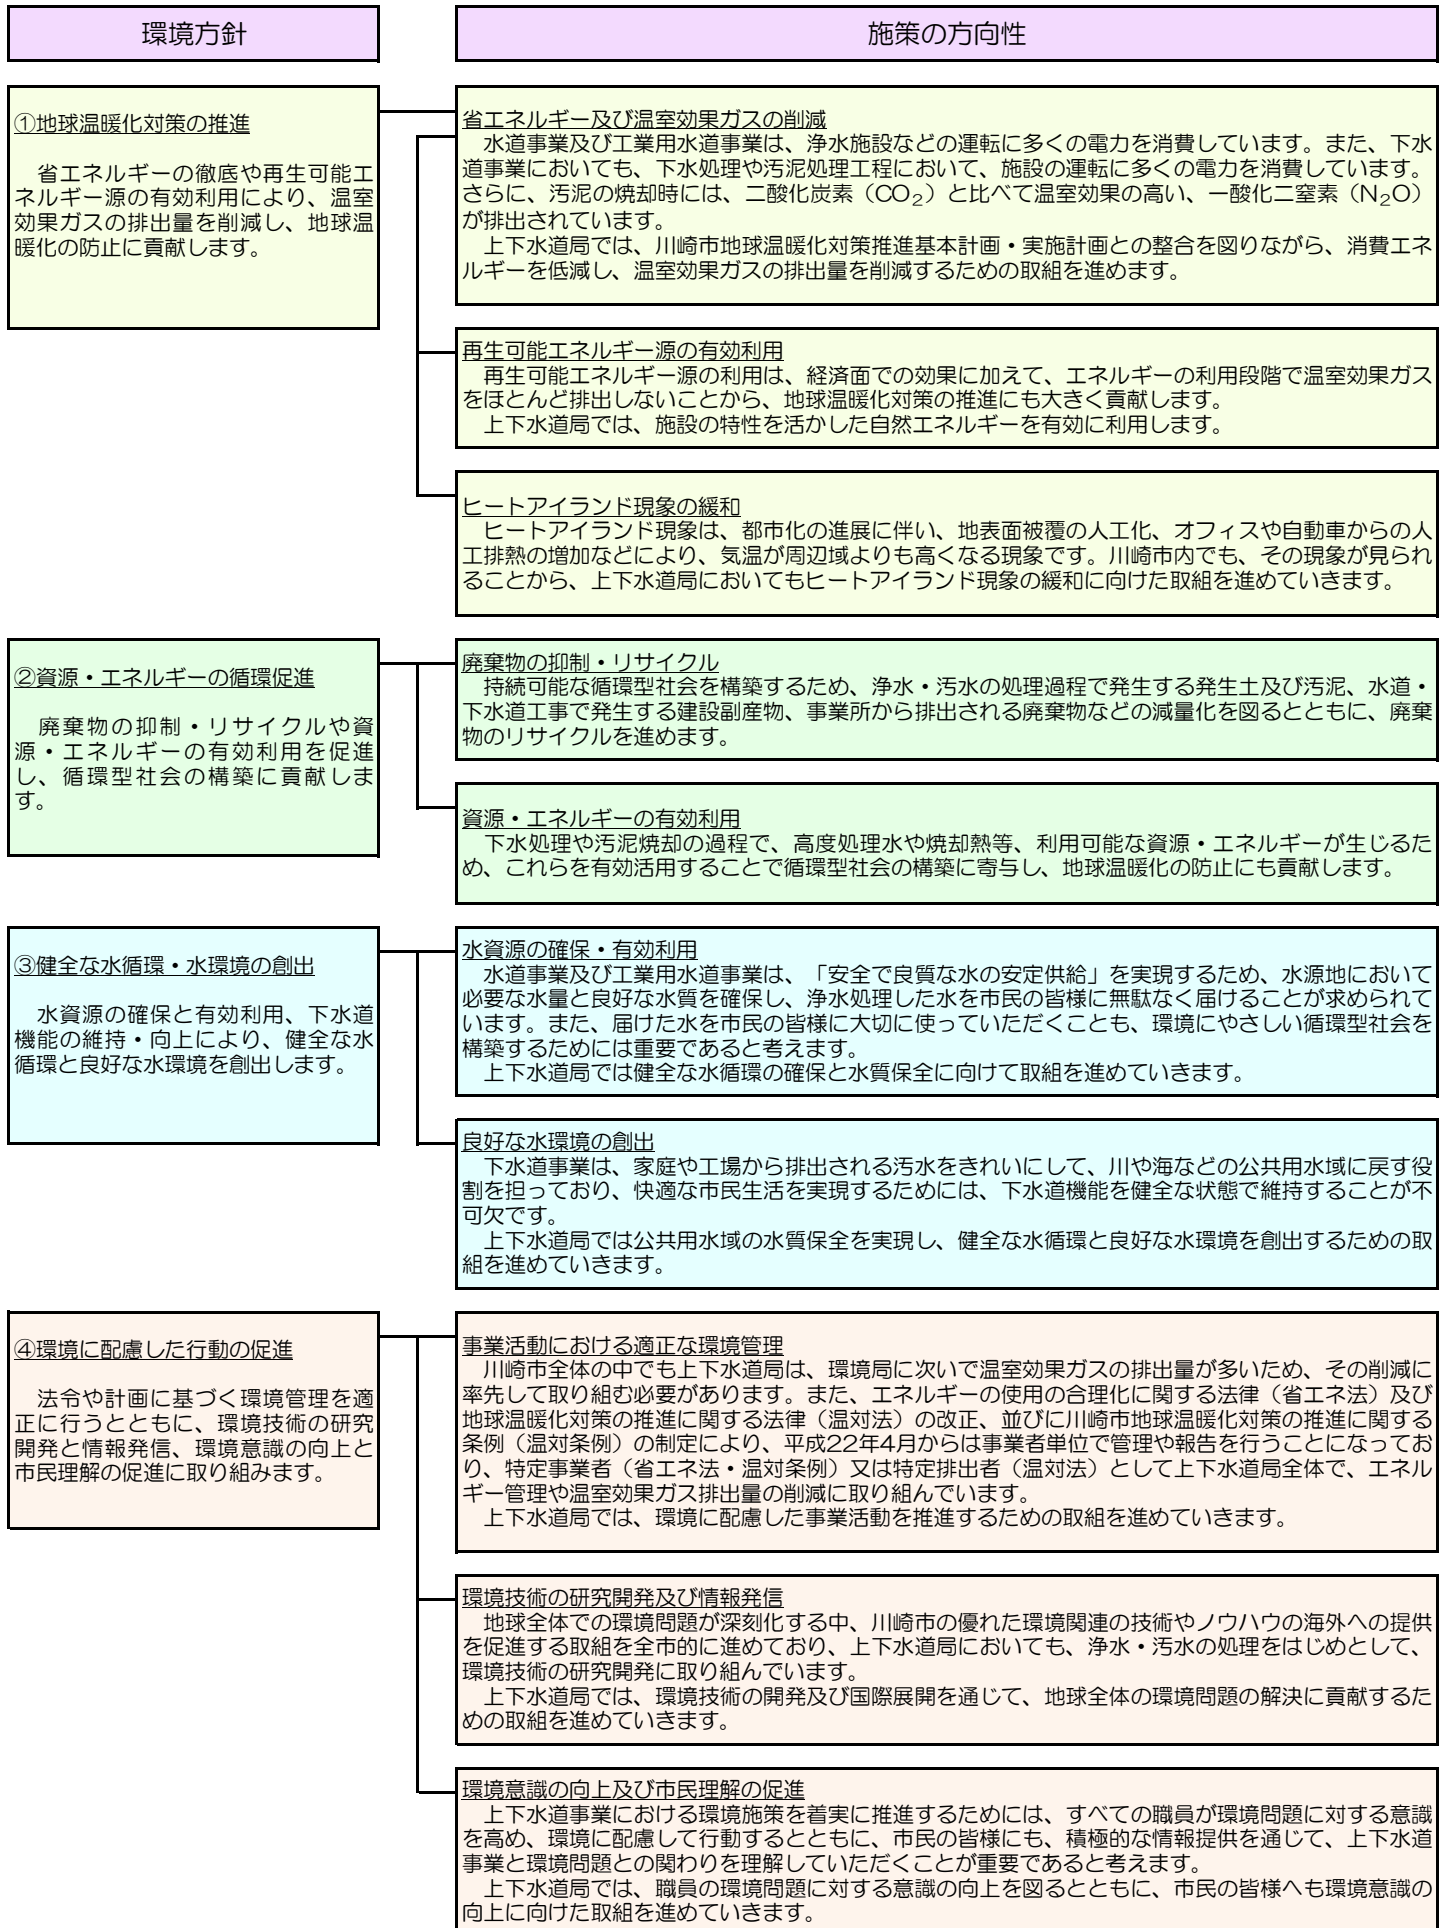 環境方針
施策の方向性
①地球温暖化対策の推進
省エネルギーの徹底や再生可能エ
ネルギー源の有効利用により、温室
効果ガスの排出量を削減し、地球温
暖化の防止に貢献します。
省エネルギー及び温室効果ガスの削減
水道事業及び工業用水道事業は、浄水施設などの運転に多くの電力を消費しています。また、下水
道事業においても、下水処理や汚泥処理工程において、施設の運転に多くの電力を消費しています。
さらに、汚泥の焼却時には、二酸化炭素（CO₂）と比べて温室効果の高い、一酸化二窒素（N₂O）
が排出されています。
上下水道局では、川崎市地球温暖化対策推進基本計画・実施計画との整合を図りながら、消費エネ
ルギーを低減し、温室効果ガスの排出量を削減するための取組を進めます。
再生可能エネルギー源の有効利用
再生可能エネルギー源の利用は、経済面での効果に加えて、エネルギーの利用段階で温室効果ガス
をほとんど排出しないことから、地球温暖化対策の推進にも大きく貢献します。
上下水道局では、施設の特性を活かした自然エネルギーを有効に利用します。
ヒートアイランド現象の緩和
ヒートアイランド現象は、都市化の進展に伴い、地表面被覆の人工化、オフィスや自動車からの人
工排熱の増加などにより、気温が周辺域よりも高くなる現象です。川崎市内でも、その現象が見られ
ることから、上下水道局においてもヒートアイランド現象の緩和に向けた取組を進めていきます。
②資源・エネルギーの循環促進
廃棄物の抑制・リサイクルや資
源・エネルギーの有効利用を促進
し、循環型社会の構築に貢献しま
す。
廃棄物の抑制・リサイクル
持続可能な循環型社会を構築するため、浄水・汚水の処理過程で発生する発生土及び汚泥、水道・
下水道工事で発生する建設副産物、事業所から排出される廃棄物などの減量化を図るとともに、廃棄
物のリサイクルを進めます。
資源・エネルギーの有効利用
下水処理や汚泥焼却の過程で、高度処理水や焼却熱等、利用可能な資源・エネルギーが生じるた
め、これらを有効活用することで循環型社会の構築に寄与し、地球温暖化の防止にも貢献します。
③健全な水循環・水環境の創出
水資源の確保と有効利用、下水道
機能の維持・向上により、健全な水
循環と良好な水環境を創出します。
水資源の確保・有効利用
水道事業及び工業用水道事業は、「安全で良質な水の安定供給」を実現するため、水源地において
必要な水量と良好な水質を確保し、浄水処理した水を市民の皆様に無駄なく届けることが求められて
います。また、届けた水を市民の皆様に大切に使っていただくことも、環境にやさしい循環型社会を
構築するためには重要であると考えます。
上下水道局では健全な水循環の確保と水質保全に向けて取組を進めていきます。
良好な水環境の創出
下水道事業は、家庭や工場から排出される汚水をきれいにして、川や海などの公共用水域に戻す役
割を担っており、快適な市民生活を実現するためには、下水道機能を健全な状態で維持することが不
可欠です。
上下水道局では公共用水域の水質保全を実現し、健全な水循環と良好な水環境を創出するための取
組を進めていきます。
④環境に配慮した行動の促進
法令や計画に基づく環境管理を適
正に行うとともに、環境技術の研究
開発と情報発信、環境意識の向上と
市民理解の促進に取り組みます。
事業活動における適正な環境管理
川崎市全体の中でも上下水道局は、環境局に次いで温室効果ガスの排出量が多いため、その削減に
率先して取り組む必要があります。また、エネルギーの使用の合理化に関する法律（省エネ法）及び
地球温暖化対策の推進に関する法律（温対法）の改正、並びに川崎市地球温暖化対策の推進に関する
条例（温対条例）の制定により、平成22年4月からは事業者単位で管理や報告を行うことになってお
り、特定事業者（省エネ法・温対条例）又は特定排出者（温対法）として上下水道局全体で、エネル
ギー管理や温室効果ガス排出量の削減に取り組んでいます。
上下水道局では、環境に配慮した事業活動を推進するための取組を進めていきます。
環境技術の研究開発及び情報発信
地球全体での環境問題が深刻化する中、川崎市の優れた環境関連の技術やノウハウの海外への提供
を促進する取組を全市的に進めており、上下水道局においても、浄水・汚水の処理をはじめとして、
環境技術の研究開発に取り組んでいます。
上下水道局では、環境技術の開発及び国際展開を通じて、地球全体の環境問題の解決に貢献するた
めの取組を進めていきます。
環境意識の向上及び市民理解の促進
上下水道事業における環境施策を着実に推進するためには、すべての職員が環境問題に対する意識
を高め、環境に配慮して行動するとともに、市民の皆様にも、積極的な情報提供を通じて、上下水道
事業と環境問題との関わりを理解していただくことが重要であると考えます。
上下水道局では、職員の環境問題に対する意識の向上を図るとともに、市民の皆様へも環境意識の
向上に向けた取組を進めていきます。